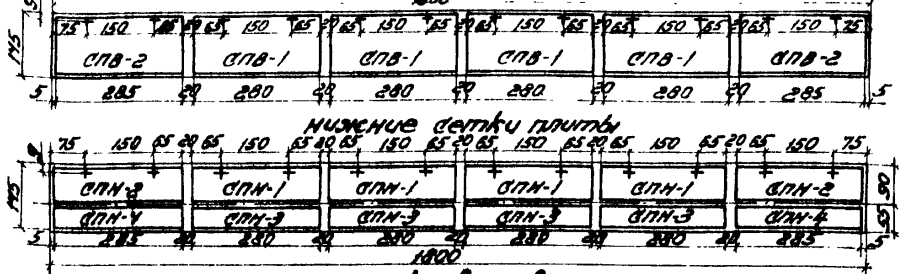 75 150 65 20 65 150 65 20 65 150 65 20 65 150 65 20 65 150 65 20 65 150 75
145 СПВ-2 СПВ-1 СПВ-1 СПВ-1 СПВ-1 СПВ-2
5 285 20 280 20 280 20 280 20 280 20 285 5
нижние сетки плиты
75 150 65 20 65 150 65 20 65 150 65 20 65 150 65 20 65 150 65 20 65 150 75
145 СПН-2 СПН-1 СПН-1 СПН-1 СПН-1 СПН-2 90
СПН-4 СПН-3 СПН-3 СПН-3 СПН-3 СПН-4 55
5 285 20 280 20 280 20 280 20 280 20 285 5
1800